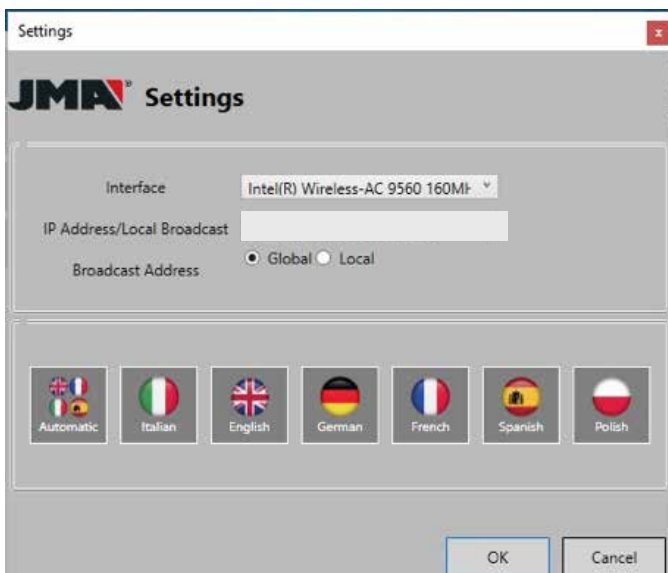 Settings
JMA® Settings
Interface
Intel(R) Wireless-AC 9560 160MH
IP Address/Local Broadcast
Broadcast Address
Global Local
Automatic Italian English German French Spanish Polish
OK Cancel